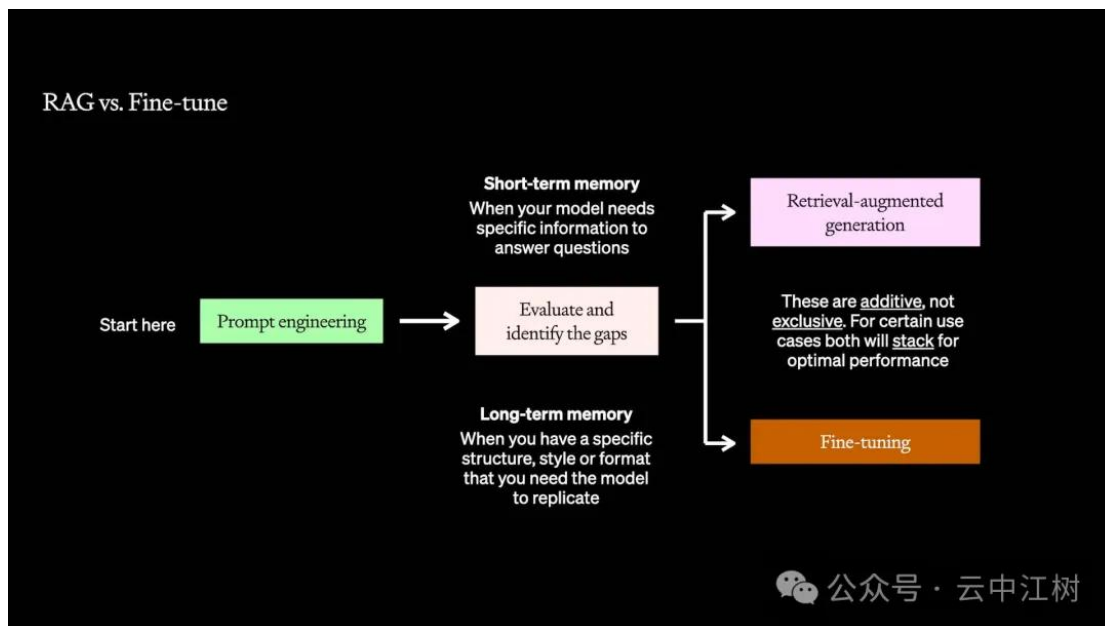 RAG vs. Fine-tune
Short-term memory
When your model needs
specific information to
answer questions
Retrieval-augmented
generation
Start here
Prompt engineering
Evaluate and
identify the gaps
These are additive, not
exclusive. For certain use
cases both will stack for
optimal performance
Long-term memory
When you have a specific
structure, style or format
that you need the model
to replicate
Fine-tuning
公众号 · 云中江树